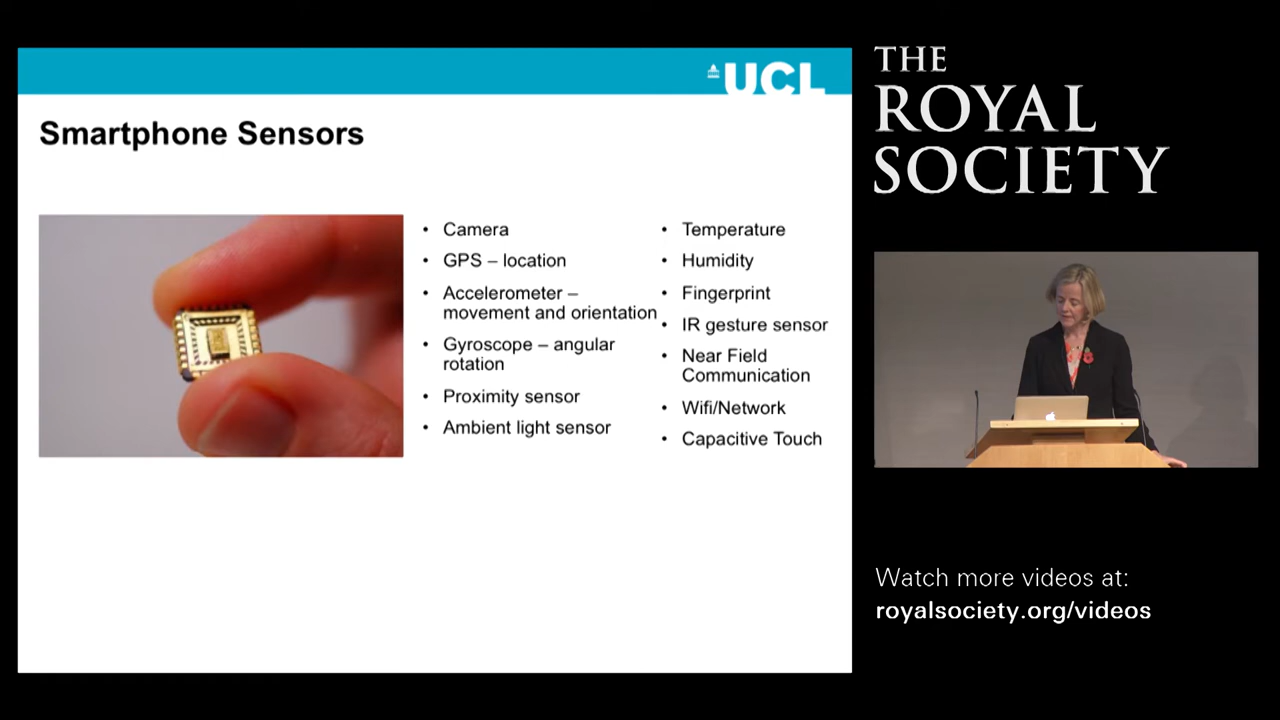 UCL
Smartphone Sensors
• Camera
• GPS – location
• Accelerometer –
movement and orientation
• Gyroscope – angular
rotation
• Proximity sensor
• Ambient light sensor
• Temperature
• Humidity
• Fingerprint
• IR gesture sensor
• Near Field
Communication
• Wifi/Network
• Capacitive Touch
THE
ROYAL
SOCIETY
Watch more videos at:
royalsociety.org/videos